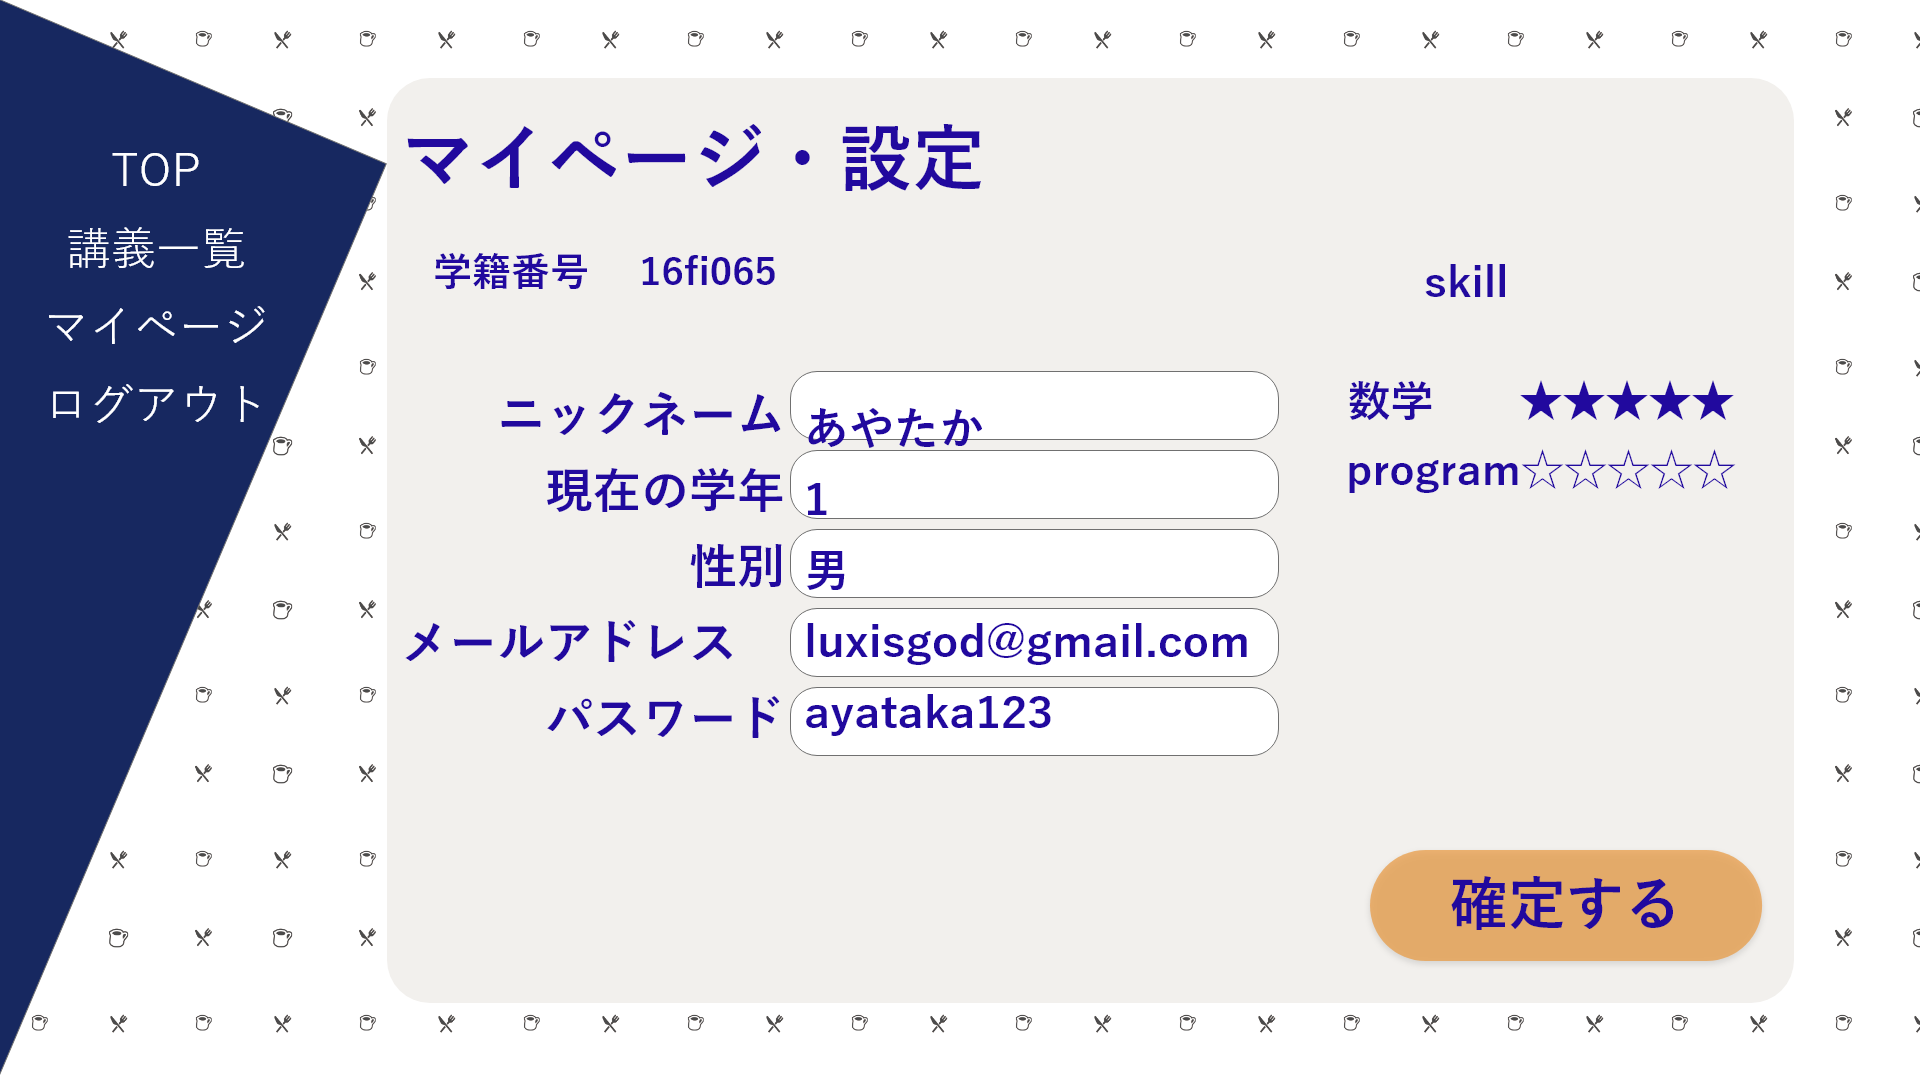 TOP
講義一覧
マイページ
ログアウト
マイページ・設定
学籍番号 16fi065
skill
ニックネーム あやたか
現在の学年 1
性別 男
メールアドレス luxisgod@gmail.com
パスワード ayataka123
数学 ★★★★★
program☆☆☆☆☆
確定する